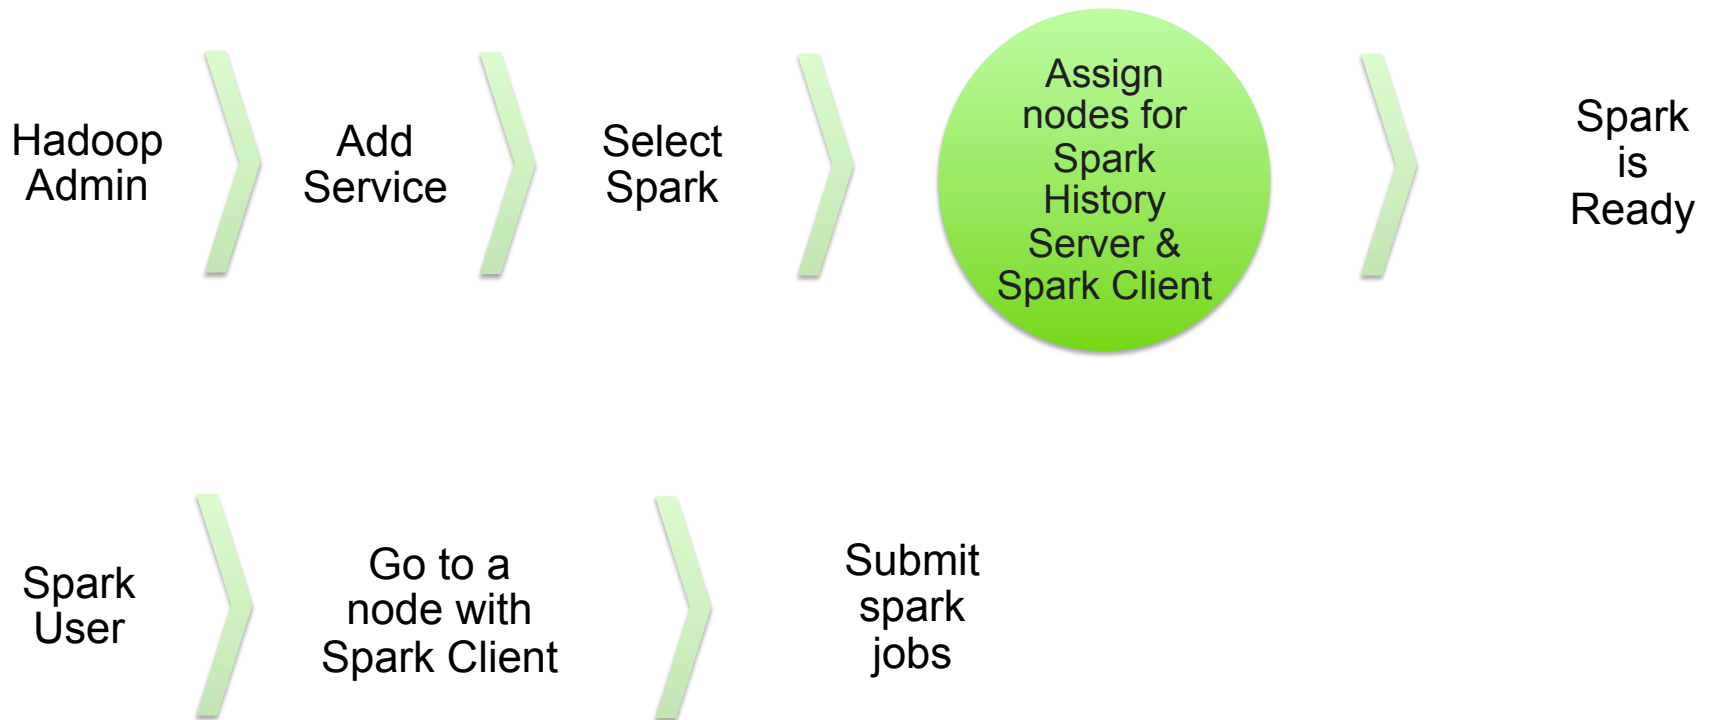 Hadoop
Admin
Add
Service
Select
Spark
Assign
nodes for
Spark
History
Server &
Spark Client
Spark
is
Ready
Spark
User
Go to a
node with
Spark Client
Submit
spark
jobs